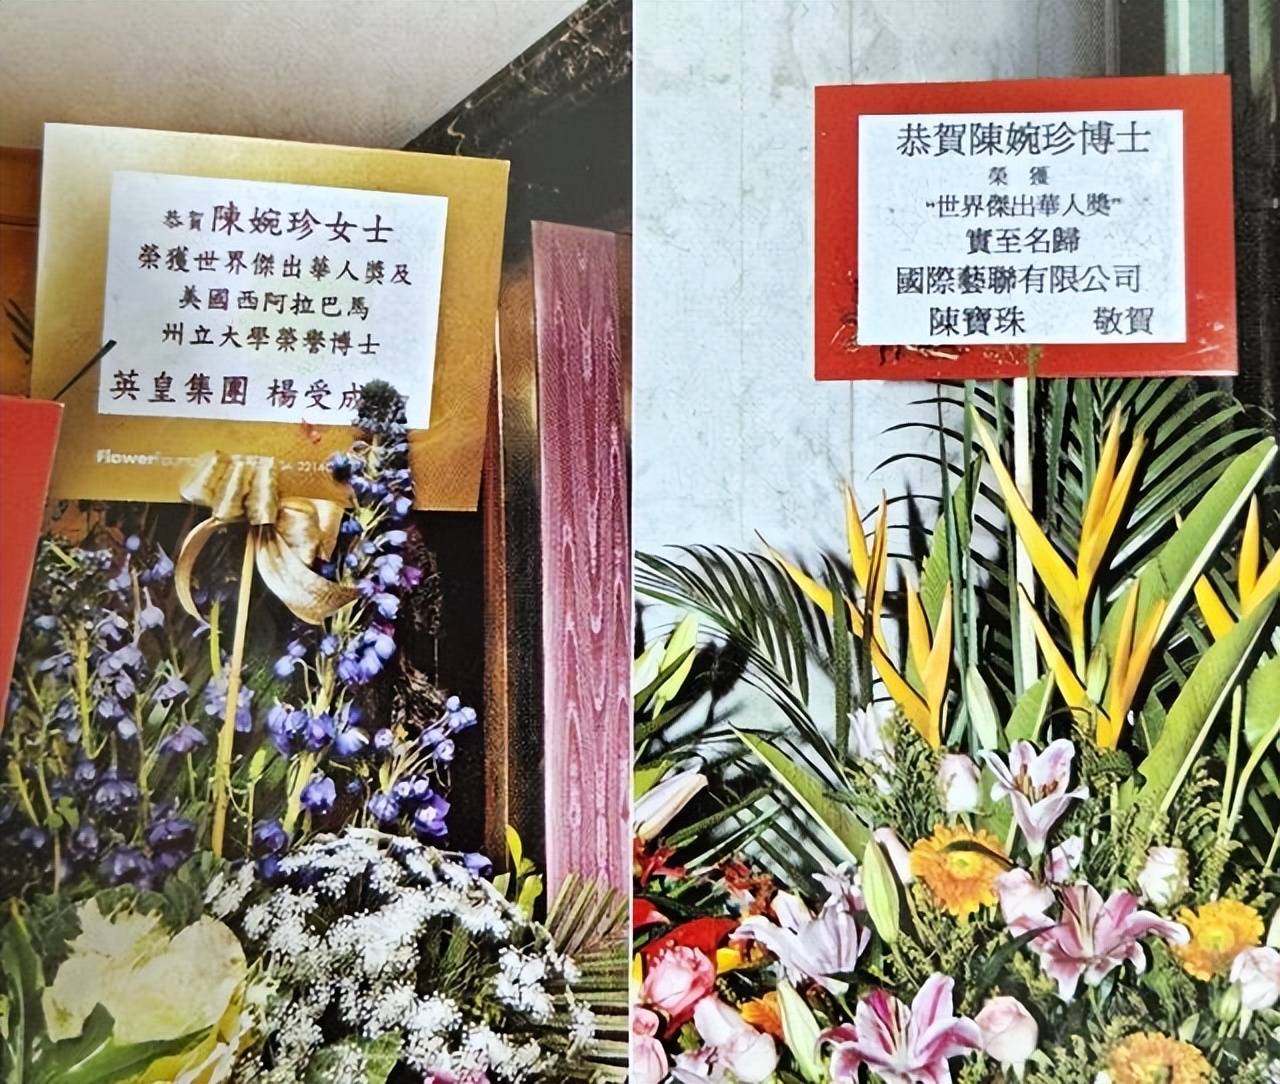 恭賀陳婉珍女士
榮獲世界傑出華人獎及
美國西阿拉巴馬
州立大學榮譽博士
英皇集團 楊受成
Flower
恭賀陳婉珍博士
榮 獲
"世界傑出華人獎"
實至名歸
國際藝聯有限公司
陳寶珠 敬賀